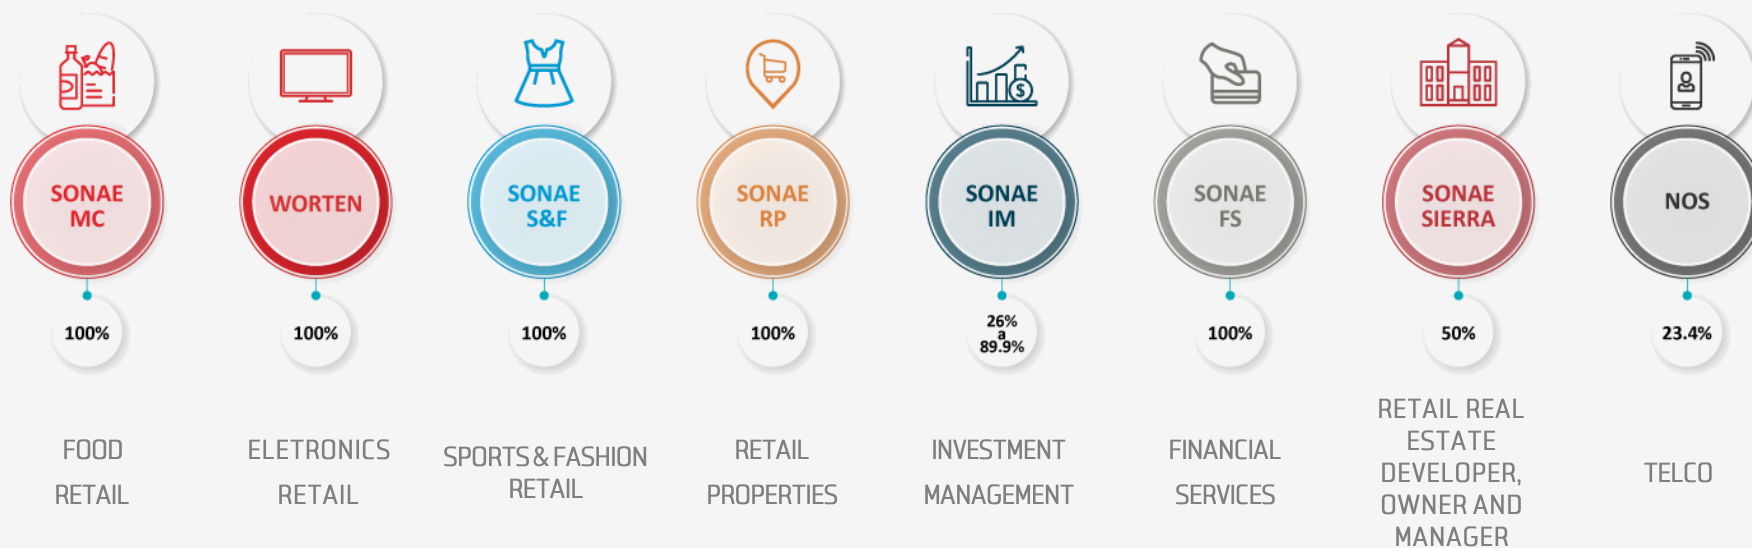 SONAE
MC
WORTEN
SONAE
S&F
SONAE
RP
SONAE
IM
SONAE
FS
SONAE
SIERRA
NOS
100%
100%
100%
100%
26%
a
89.9%
100%
50%
23.4%
FOOD
RETAIL
ELETRONICS
RETAIL
SPORTS & FASHION
RETAIL
RETAIL
PROPERTIES
INVESTMENT
MANAGEMENT
FINANCIAL
SERVICES
RETAIL REAL
ESTATE
DEVELOPER,
OWNER AND
MANAGER
TELCO